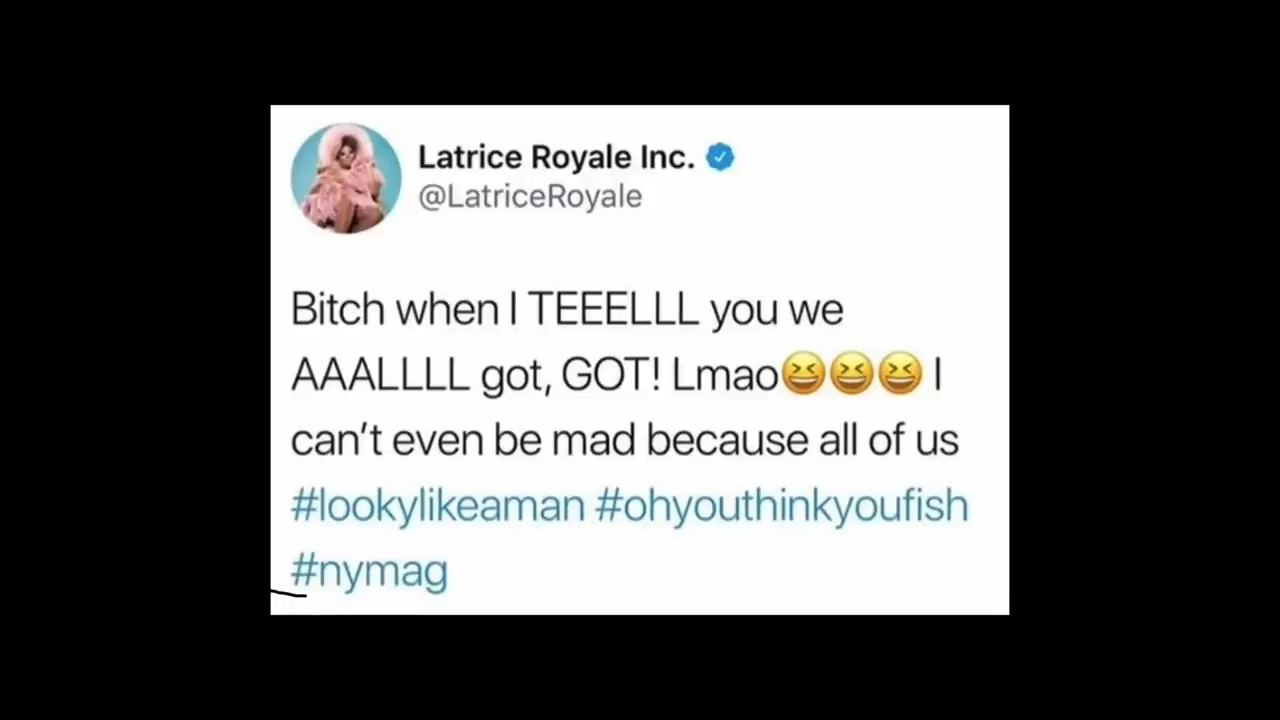 Latrice Royale Inc.
@LatriceRoyale
Bitch when I TEEELLL you we
AAALLLL got, GOT! Lmao😆😆😆 I
can't even be mad because all of us
#lookylikeaman #ohyouthinkyoufish
#nymag